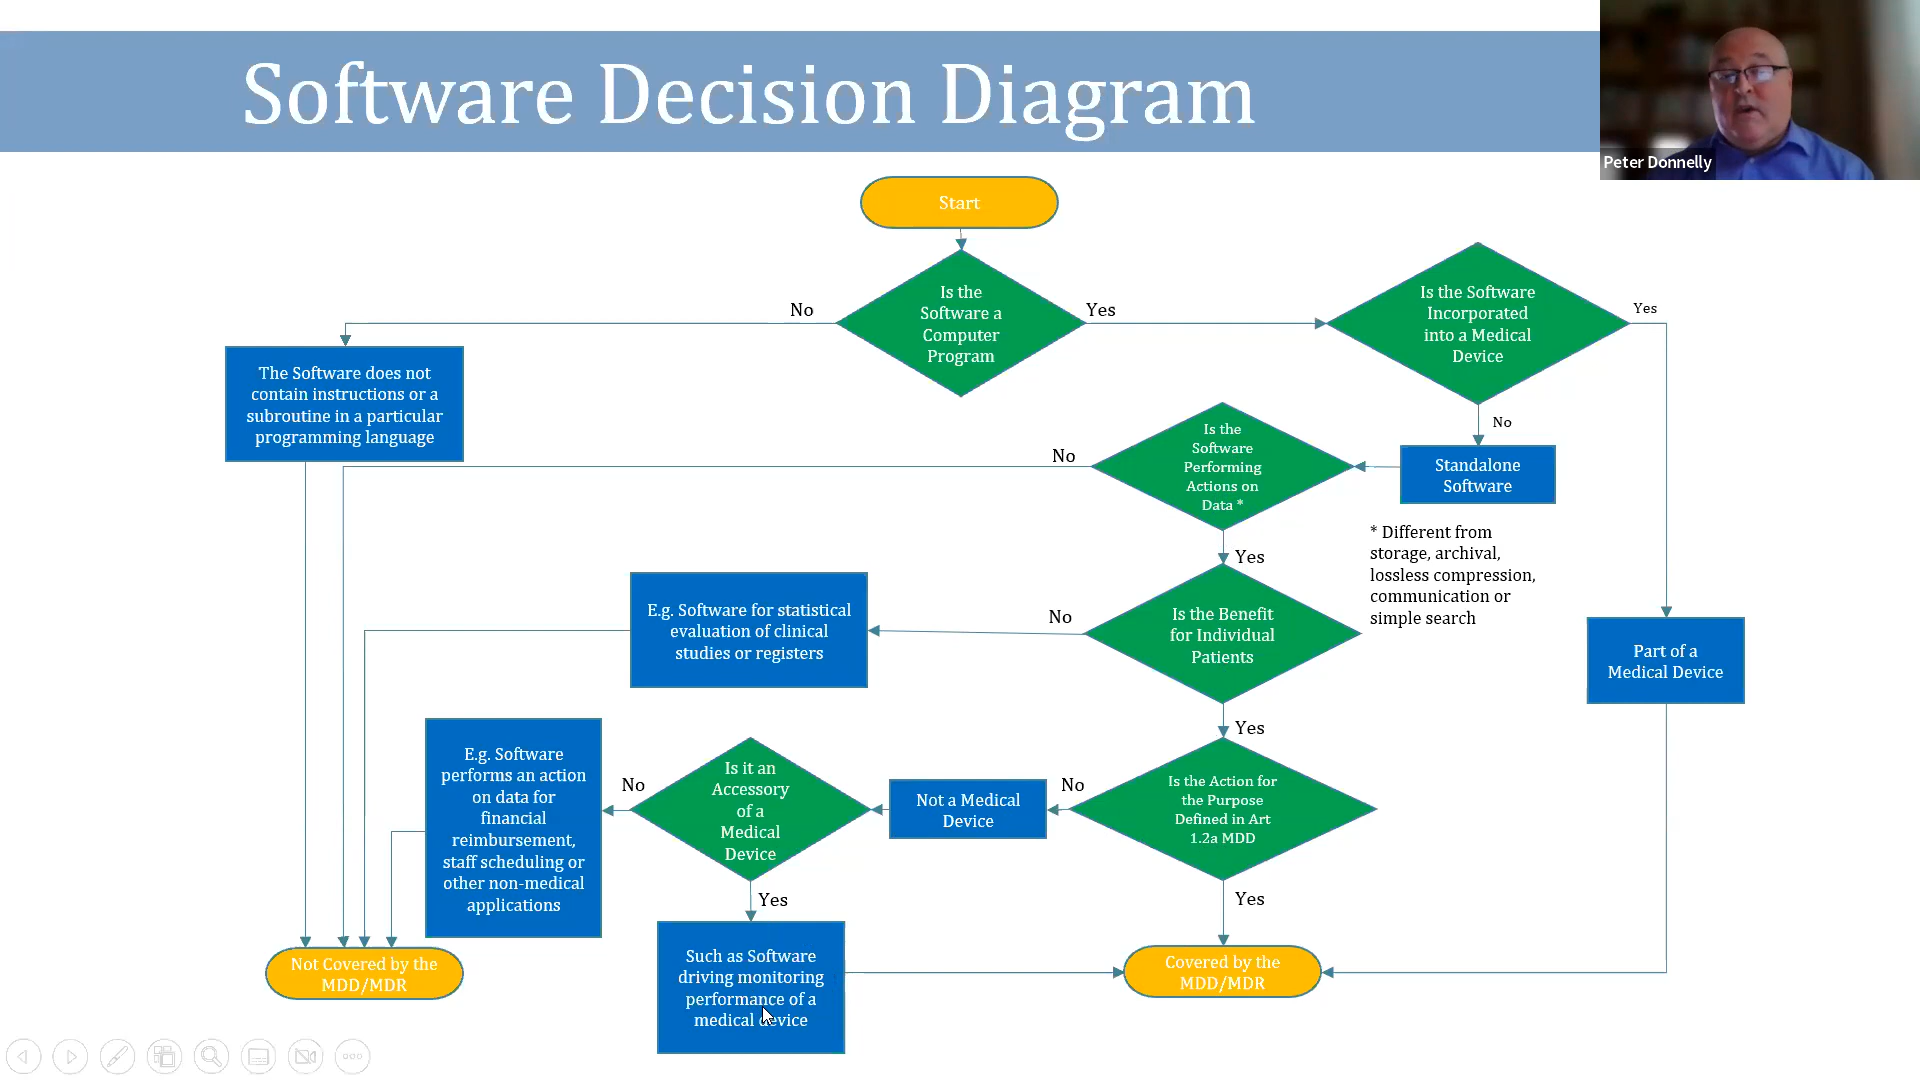 Software Decision Diagram
Peter Donnelly
Start
Is the
Software a
Computer
Program
No
Yes
Is the Software
Incorporated
into a Medical
Device
Yes
No
The Software does not
contain instructions or a
subroutine in a particular
programming language
Is the
Software
Performing
Actions on
Data *
No
Yes
Standalone
Software
* Different from
storage, archival,
lossless compression,
communication or
simple search
E.g. Software for statistical
evaluation of clinical
studies or registers
No
Is the Benefit
for Individual
Patients
Yes
Part of a
Medical Device
E.g. Software
performs an action
on data for
financial
reimbursement,
staff scheduling or
other non-medical
applications
No
Is it an
Accessory
of a
Medical
Device
Yes
Not a Medical
Device
No
Is the Action for
the Purpose
Defined in Art
1.2a MDD
Yes
Not Covered by the
MDD/MDR
Such as Software
driving monitoring
performance of a
medical device
Covered by the
MDD/MDR